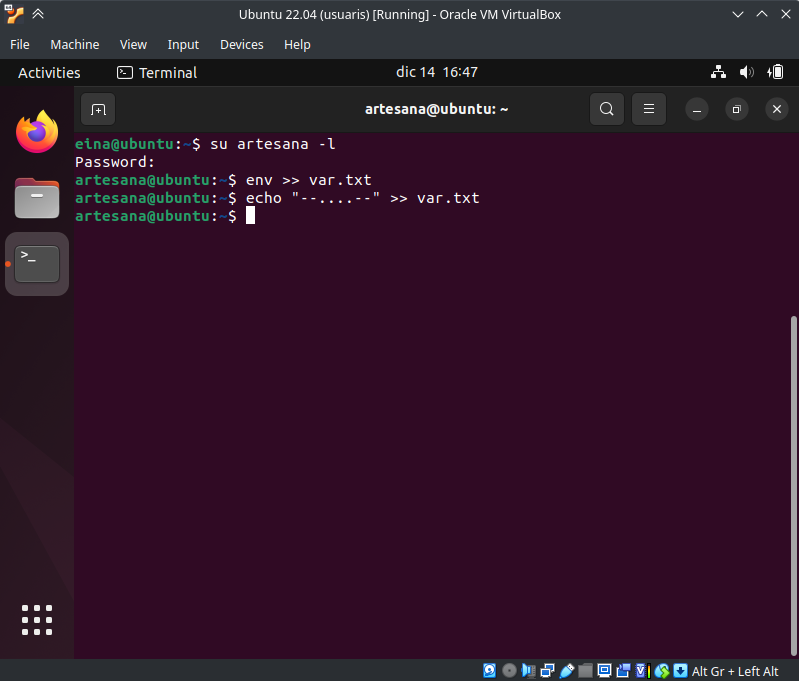 Ubuntu 22.04 (usuaris) [Running] - Oracle VM VirtualBox
File Machine View Input Devices Help
Activities Terminal dic 14 16:47
artesana@ubuntu: ~
eina@ubuntu:~$ su artesana -l
Password:
artesana@ubuntu:~$ env >> var.txt
artesana@ubuntu:~$ echo "--....--" >> var.txt
artesana@ubuntu:~$
>_
Alt Gr + Left Alt